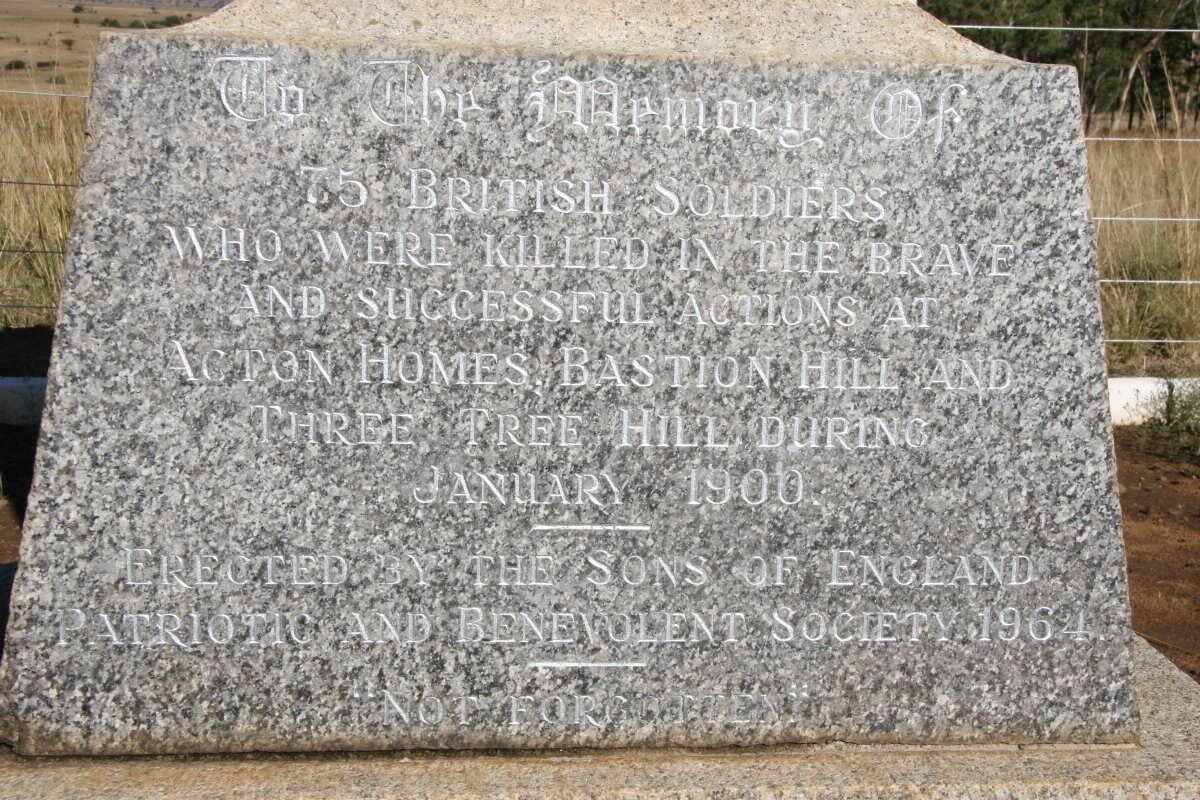 To The Memory Of
75 BRITISH SOLDIERS
WHO WERE KILLED IN THE BRAVE
AND SUCCESSFUL ACTIONS AT
ACTON HOMES, BASTION HILL AND
THREE TREE HILL DURING
JANUARY 1900.
ERECTED BY THE SONS OF ENGLAND
PATRIOTIC AND BENEVOLENT SOCIETY 1964.
"NOT FORGOTTEN"